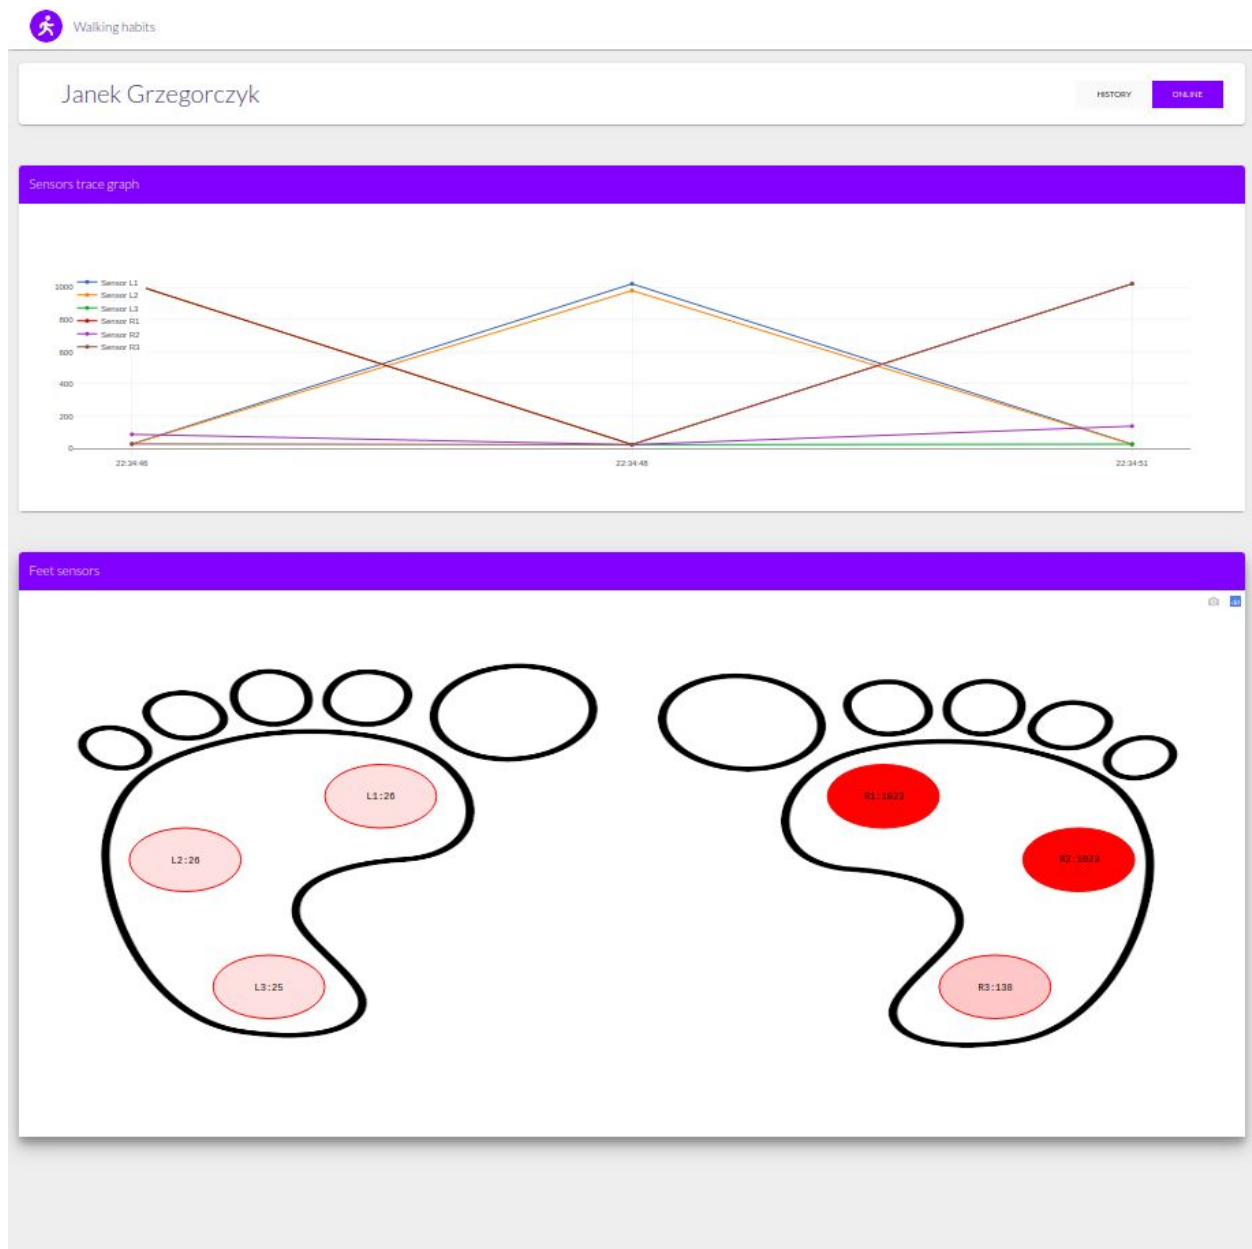 Walking habits
Janek Grzegorczyk
HISTORY
ONLINE
Sensors trace graph
1000
800
600
400
200
0
Sensor L1
Sensor L2
Sensor L3
Sensor R1
Sensor R2
Sensor R3
22:34:46
22:34:48
22:34:51
Feet sensors
L1:26
R1:1023
L2:26
R2:1023
L3:25
R3:138